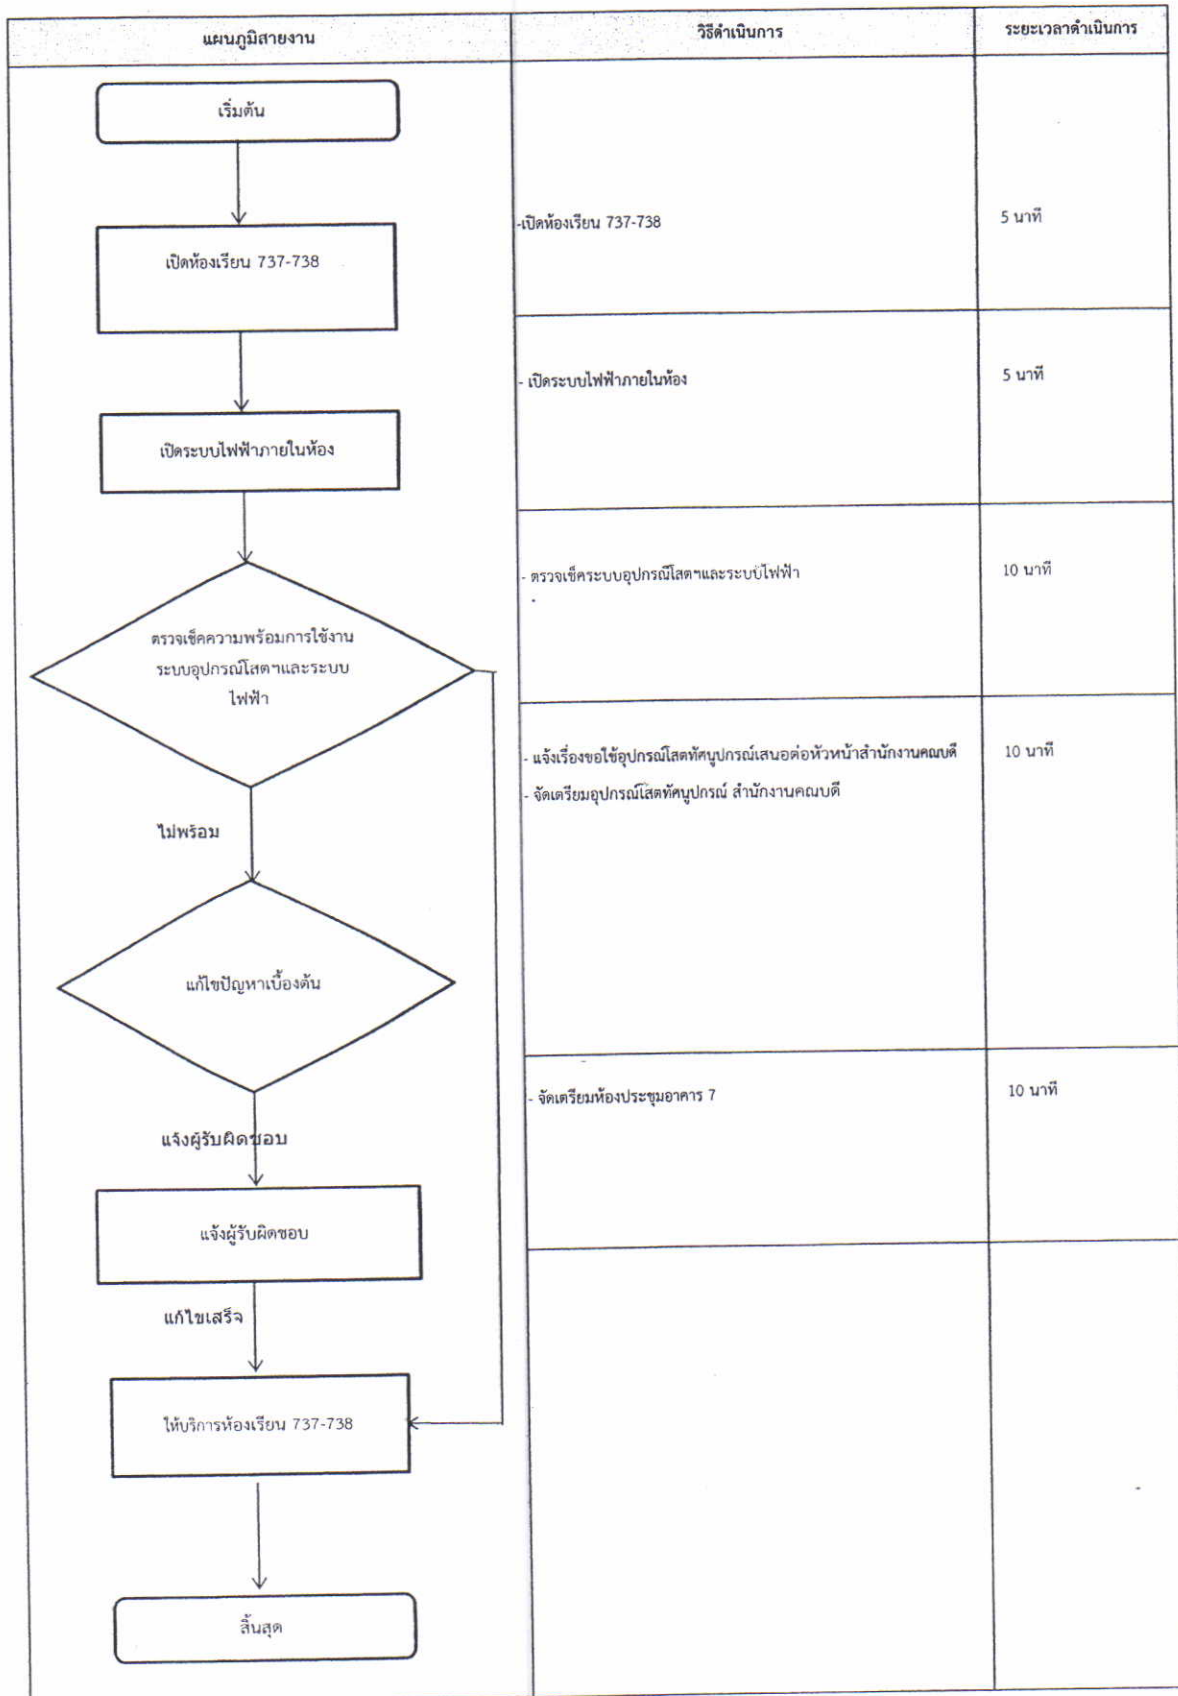 แผนภูมิสายงาน
วิธีดำเนินการ
ระยะเวลาดำเนินการ
เริ่มต้น
-เปิดห้องเรียน 737-738
5 นาที
เปิดห้องเรียน 737-738
- เปิดระบบไฟฟ้าภายในห้อง
5 นาที
เปิดระบบไฟฟ้าภายในห้อง
- ตรวจเช็คระบบอุปกรณ์โสตฯและระบบไฟฟ้า
10 นาที
-
ตรวจเช็คความพร้อมการใช้งาน
ระบบอุปกรณ์โสตฯและระบบ
ไฟฟ้า
- แจ้งเรื่องขอใช้อุปกรณ์โสตทัศนูปกรณ์เสนอต่อหัวหน้าสำนักงานคณบดี
10 นาที
- จัดเตรียมอุปกรณ์โสตทัศนูปกรณ์ สำนักงานคณบดี
ไม่พร้อม
แก้ไขปัญหาเบื้องต้น
- จัดเตรียมห้องประชุมอาคาร 7
10 นาที
แจ้งผู้รับผิดชอบ
แจ้งผู้รับผิดชอบ
แก้ไขเสร็จ
ให้บริการห้องเรียน 737-738
สิ้นสุด